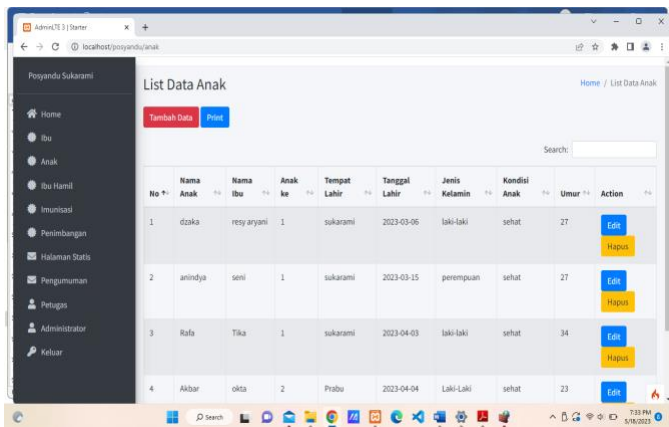 AdminLTE 3 | Starter
localhost/posyandu/anak
Posyandu Sukarami
Home
Ibu
Anak
Ibu Hamil
Imunisasi
Penimbangan
Halaman Statis
Pengumuman
Petugas
Administrator
Keluar
List Data Anak
Home / List Data Anak
Tambah Data Print
Search:
No Nama Anak Nama Ibu Anak ke Tempat Lahir Tanggal Lahir Jenis Kelamin Kondisi Anak Umur Action
1 dzaka resy aryani 1 sukarami 2023-03-06 laki-laki sehat 27 Edit
Hapus
2 anindya seni 1 sukarami 2023-03-15 perempuan sehat 27 Edit
Hapus
3 Rafa Tika 1 sukarami 2023-04-03 laki-laki sehat 34 Edit
Hapus
4 Akbar okta 2 Prabu 2023-04-04 Laki-Laki sehat 23 Edit
Search
7:33 PM
5/18/2023